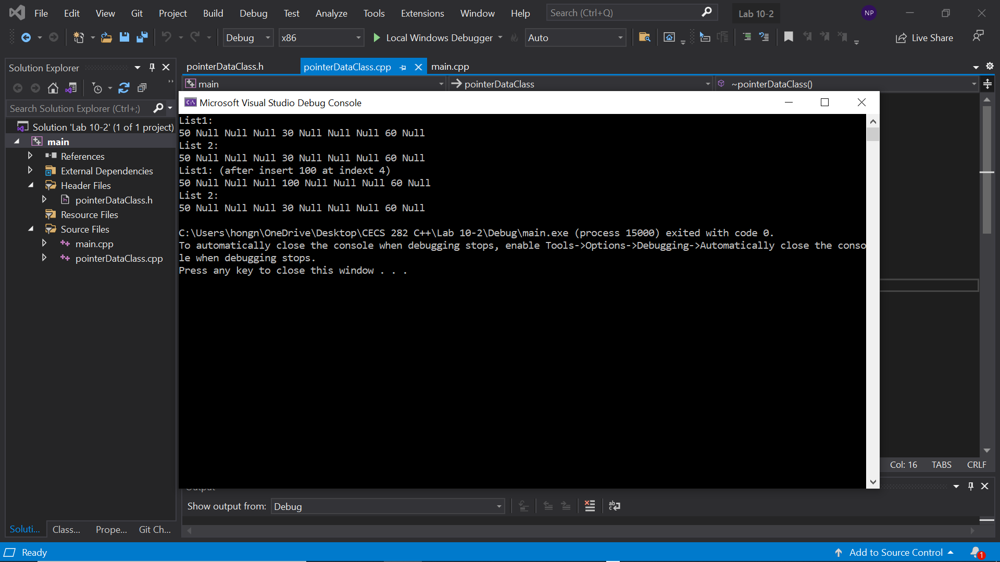 File Edit View Git Project Build Debug Test Analyze Tools Extensions Window Help Search (Ctrl+Q) Lab 10-2 NP
Debug x86 Local Windows Debugger Auto Live Share
Solution Explorer
pointerDataClass.h pointerDataClass.cpp main.cpp
main pointerDataClass ~pointerDataClass()
Search Solution Explorer (Ctrl+;)
Solution 'Lab 10-2' (1 of 1 project)
main
References
External Dependencies
Header Files
pointerDataClass.h
Resource Files
Source Files
main.cpp
pointerDataClass.cpp
Microsoft Visual Studio Debug Console
List1:
50 Null Null Null 30 Null Null Null 60 Null
List 2:
50 Null Null Null 30 Null Null Null 60 Null
List1: (after insert 100 at indext 4)
50 Null Null Null 100 Null Null Null 60 Null
List 2:
50 Null Null Null 30 Null Null Null 60 Null
C:\Users\hongn\OneDrive\Desktop\CECS 282 C++\Lab 10-2\Debug\main.exe (process 15000) exited with code 0.
To automatically close the console when debugging stops, enable Tools->Options->Debugging->Automatically close the conso
le when debugging stops.
Press any key to close this window . . .
Col: 16 TABS CRLF
Output
Show output from: Debug
Soluti... Class... Prope... Git Ch...
Ready Add to Source Control 1